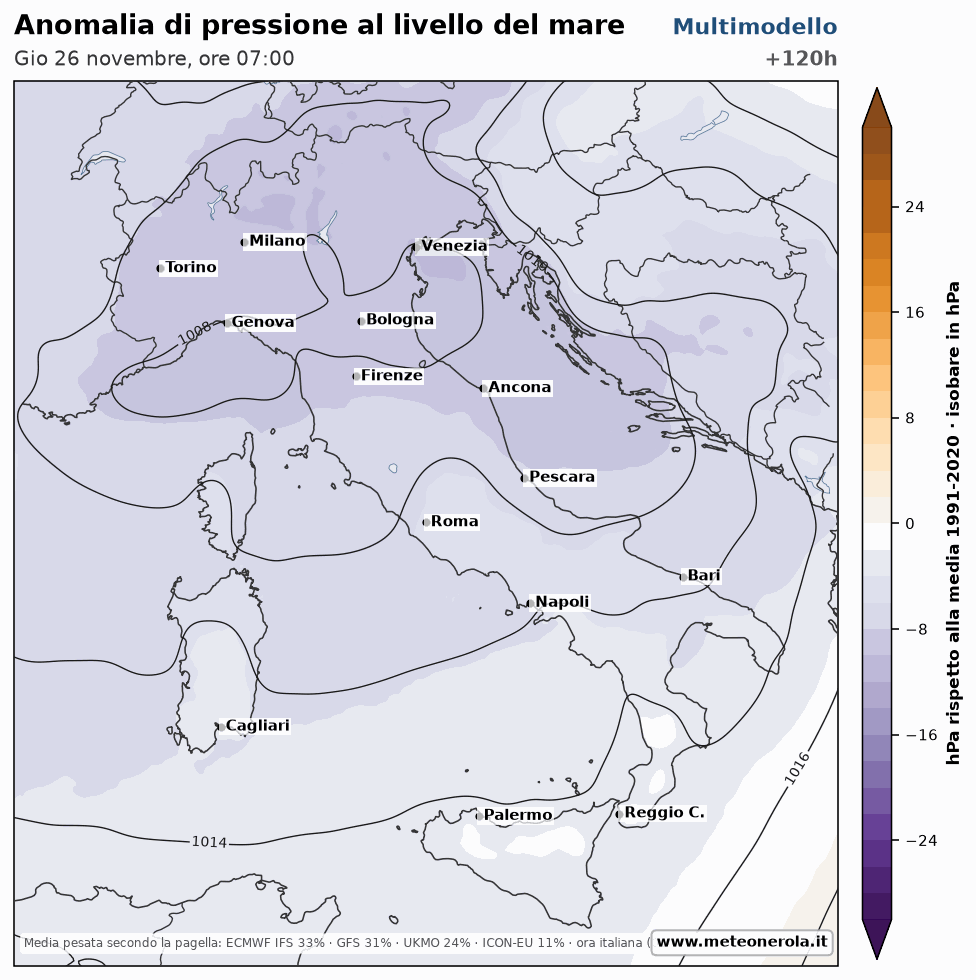 Anomalia di pressione al livello del mare
Multimodello
Gio 26 novembre, ore 07:00
+120h
1010
Milano
Venezia
Torino
1008
Genova
Bologna
Firenze
Ancona
Pescara
Roma
Bari
Napoli
Cagliari
1016
Palermo
Reggio C.
1014
Media pesata secondo la pagella: ECMWF IFS 33% · GFS 31% · UKMO 24% · ICON-EU 11% · ora italiana (
www.meteonerola.it
24
16
8
0
−8
−16
−24
hPa rispetto alla media 1991-2020 · isobare in hPa